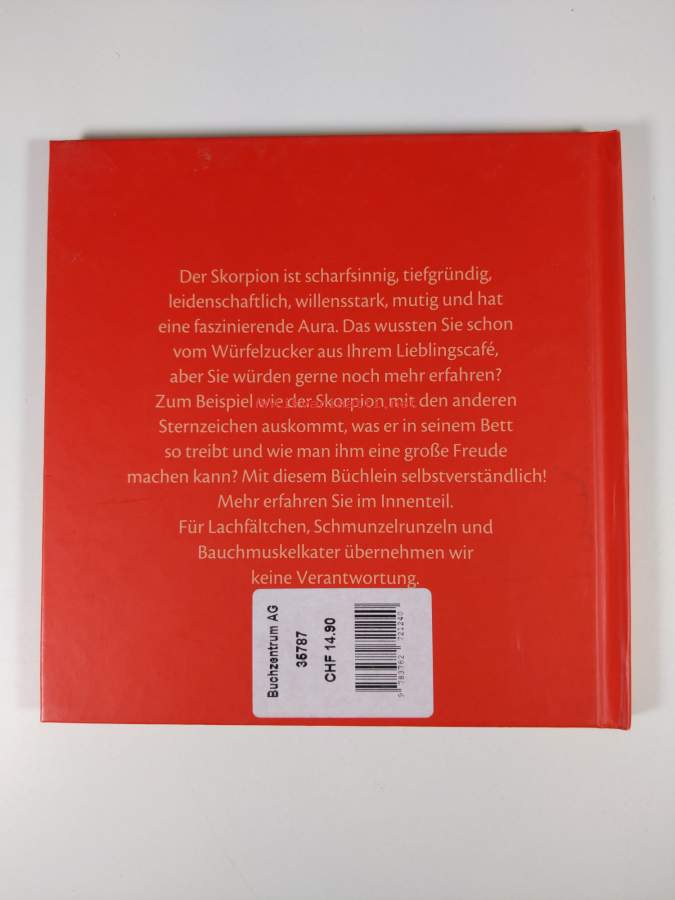 Der Skorpion ist scharfsinnig, tiefgründig,
leidenschaftlich, willensstark, mutig und hat
eine faszinierende Aura. Das wussten Sie schon
vom Würfelzucker aus Ihrem Lieblingscafé,
aber Sie würden gerne noch mehr erfahren?
Zum Beispiel wie der Skorpion mit den anderen
Sternzeichen auskommt, was er in seinem Bett
so treibt und wie man ihm eine große Freude
machen kann? Mit diesem Büchlein selbstverständlich!
Mehr erfahren Sie im Innenteil.
Für Lachfältchen, Schmunzelrunzeln und
Bauchmuskelkater übernehmen wir
keine Verantwortung.
Buchzentrum AG
35787
CHF 14.90
9 783762 721240